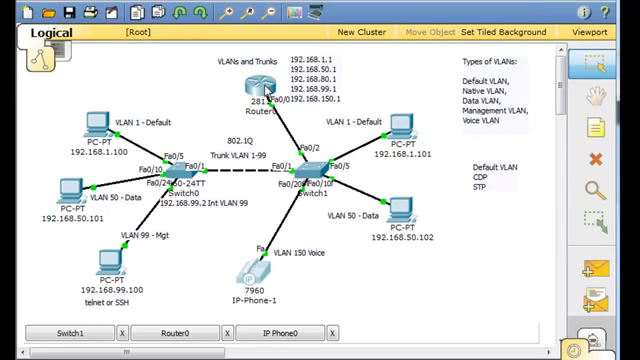 Logical
[Root]
New Cluster
Move Object
Set Tiled Background
Viewport
VLANs and Trunks
192.168.1.1
192.168.50.1
192.168.80.1
192.168.99.1
192.168.150.1
Types of VLANs,
Default VLAN,
Native VLAN,
Data VLAN,
Management VLAN,
Voice VLAN
Fa0/0
Router0
VLAN 1 - Default
PC-PT
192.168.1.100
802.1Q
Trunk VLAN 1-99
Fa0/5
Fa0/1
Fa0/10
Fa0/24
Switch0
192.168.99.2 Int VLAN 99
Fa0/2
Fa0/1
Fa0/5
Switch1
VLAN 1 - Default
PC-PT
192.168.1.101
Default VLAN
CDP
STP
PC-PT
192.168.50.101
VLAN 50 - Data
VLAN 50 - Data
PC-PT
192.168.50.102
VLAN 99 - Mgt
PC-PT
192.168.99.100
telnet or SSH
Fa
VLAN 150 Voice
IP
7960
IP-Phone-1
Switch1
X
Router0
X
IP Phone0
X